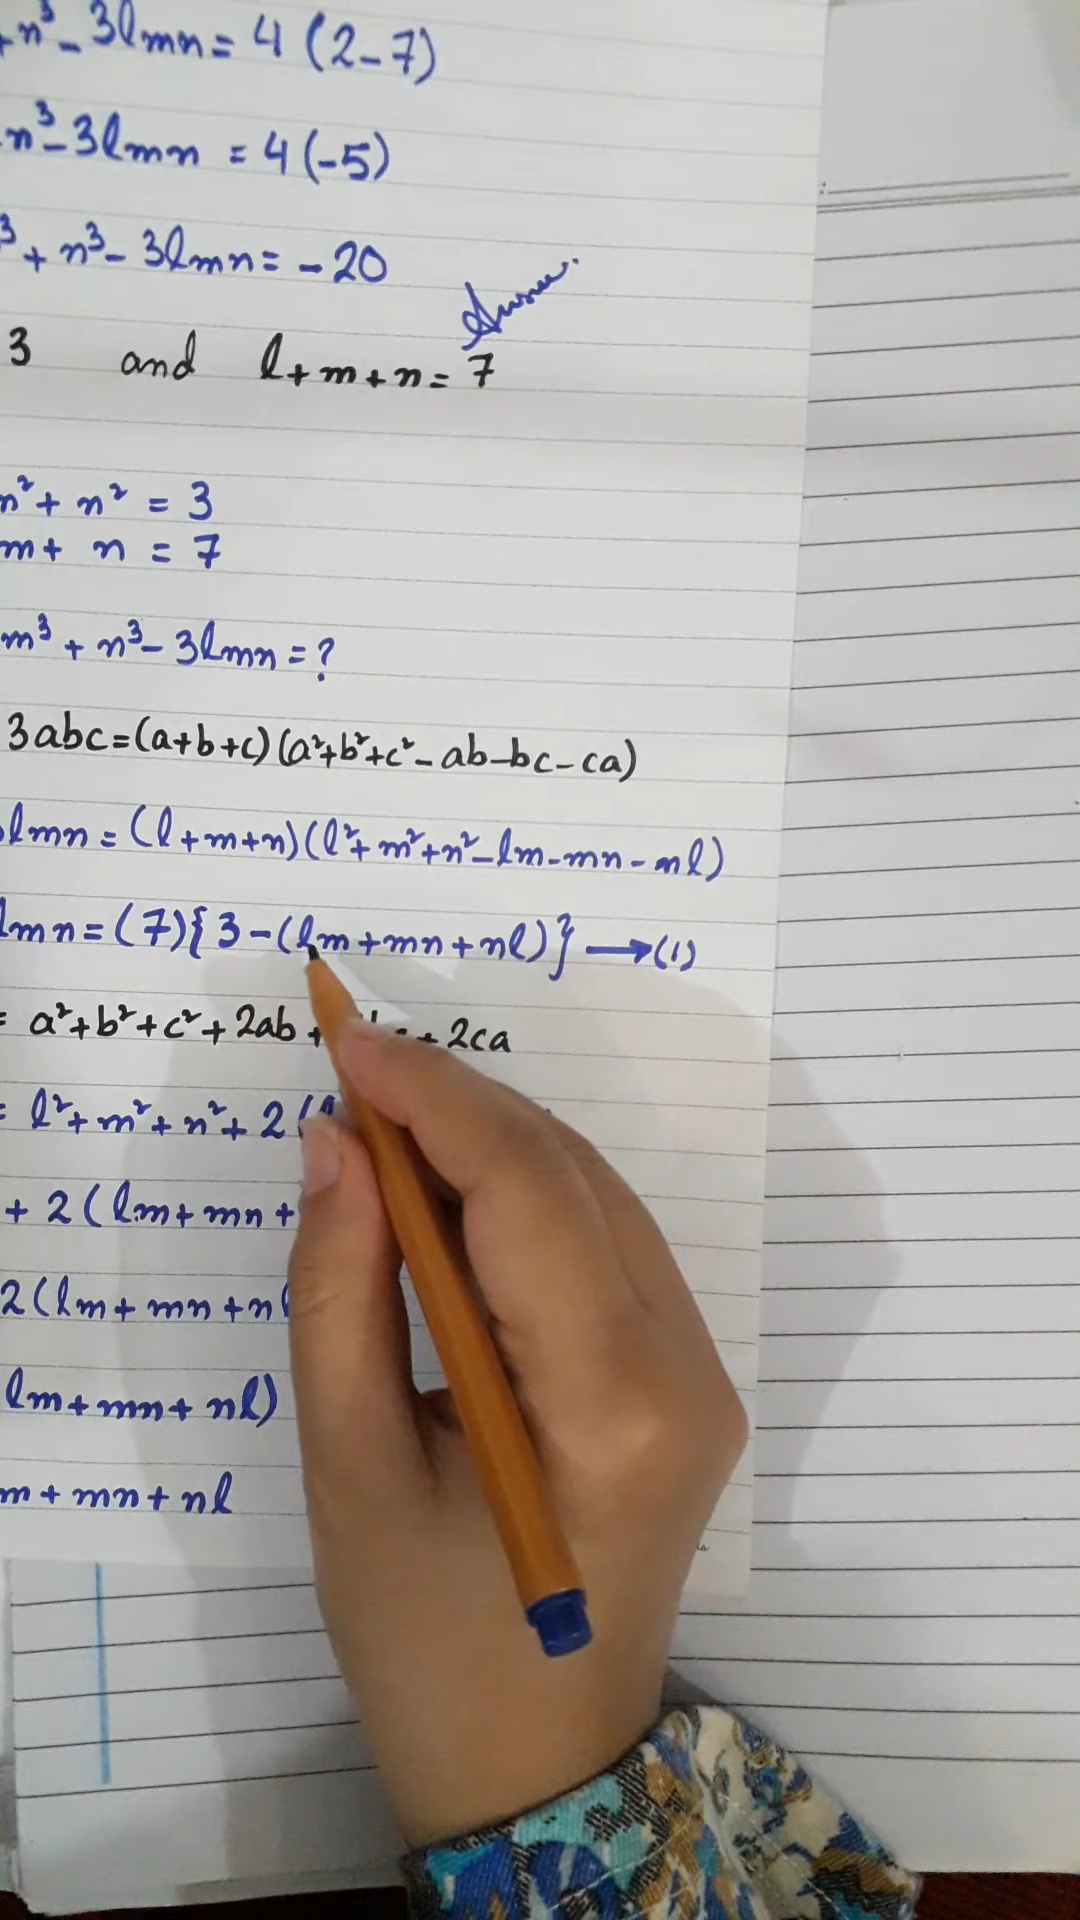 +n³ - 3lmn = 4 (2-7)
n³ - 3lmn = 4 (-5)
³ + n³ - 3lmn = - 20
Answer.
3 and l+m+n= 7
n² + n² = 3
m + n = 7
m³ + n³ - 3lmn = ?
3abc = (a+b+c) (a²+b²+c² - ab - bc - ca)
lmn = (l+m+n) (l²+m²+n² - lm - mn - nl)
lmn = (7){3 - (lm + mn + nl)} → (1)
= a² + b² + c² + 2ab + + 2ca
= l² + m² + n² + 2 (
+ 2 (lm + mn +
2 (lm + mn + n
lm + mn + nl)
m + mn + nl